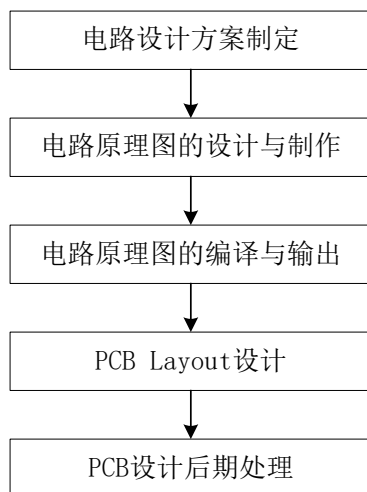 电路设计方案制定
电路原理图的设计与制作
电路原理图的编译与输出
PCB Layout设计
PCB设计后期处理